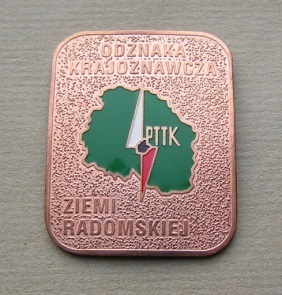 ODZNAKA
KRAJOZNAWCZA
PTTK
ZIEMI
RADOMSKIEJ